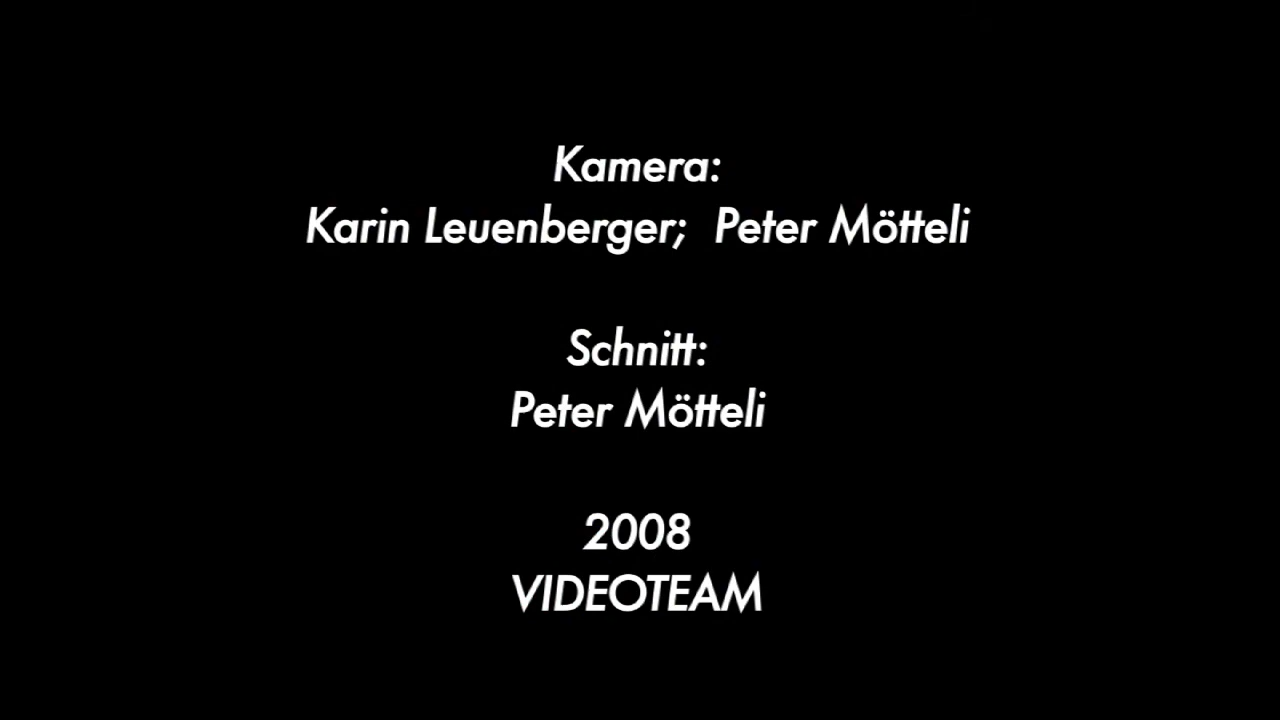 Kamera:
Karin Leuenberger;  Peter Mötteli
Schnitt:
Peter Mötteli
2008
VIDEOTEAM